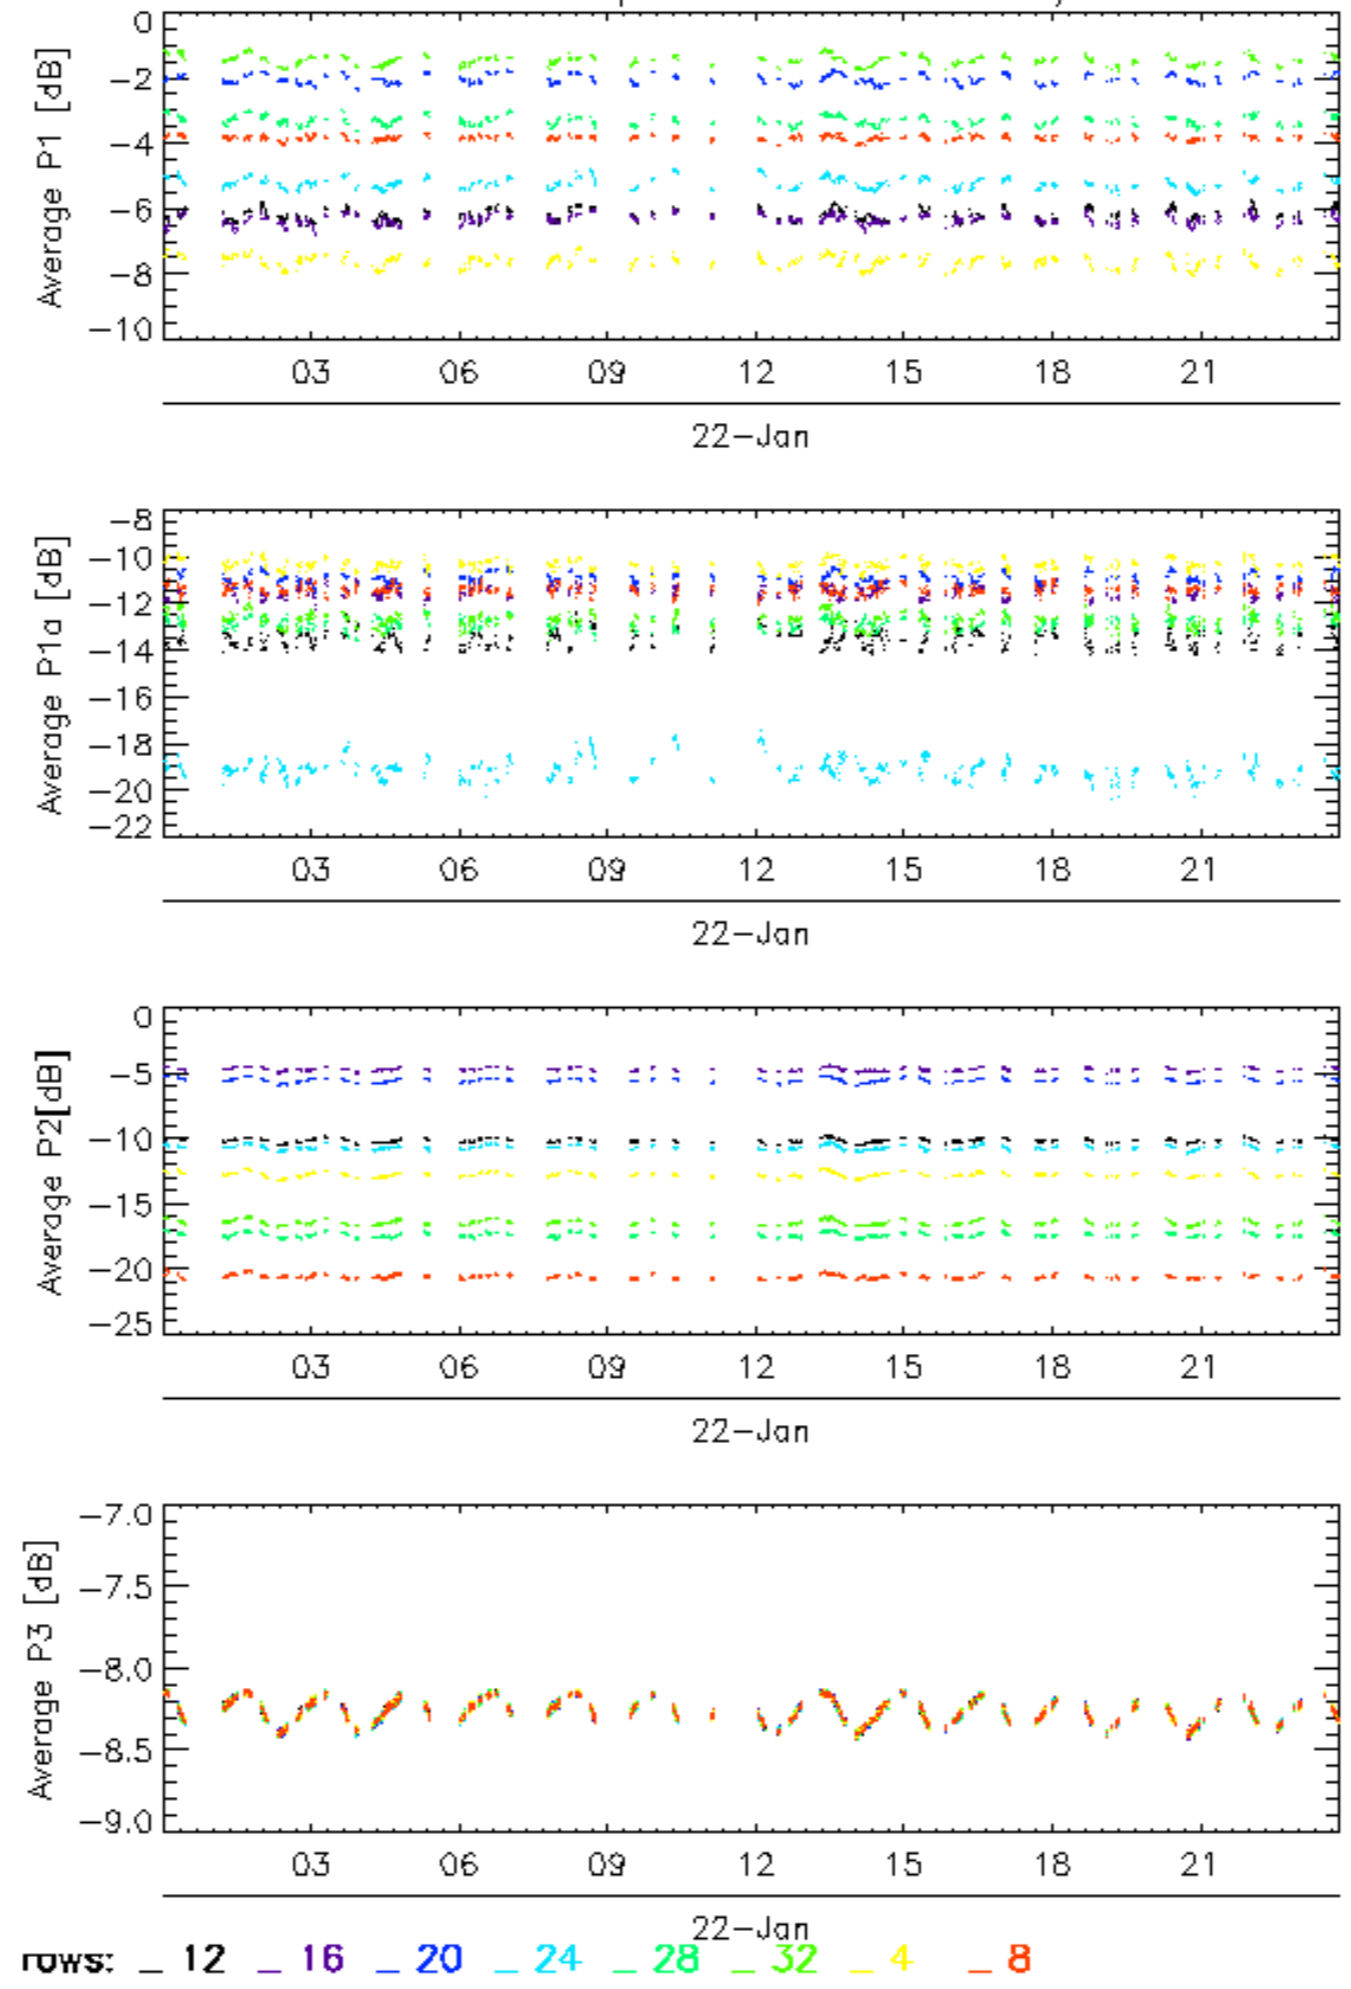 0
−2
−4
−6
−8
−10
Average P1 [dB]
03 06 09 12 15 18 21
22−Jan
−8
−10
−12
−14
−16
−18
−20
−22
Average P1a [dB]
03 06 09 12 15 18 21
22−Jan
0
−5
−10
−15
−20
−25
Average P2[dB]
03 06 09 12 15 18 21
22−Jan
−7.0
−7.5
−8.0
−8.5
−9.0
Average P3 [dB]
03 06 09 12 15 18 21
22−Jan
rows: _ 12 _ 16 _ 20 _ 24 _ 28 _ 32 _ 4 _ 8